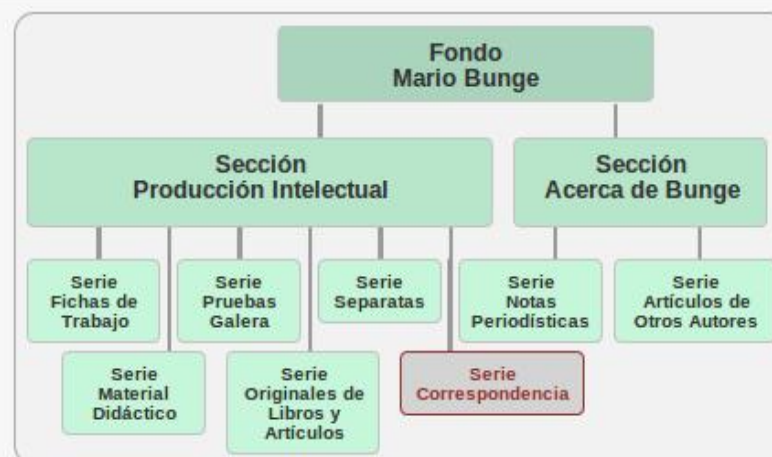 Fondo
Mario Bunge
Sección
Producción Intelectual
Sección
Acerca de Bunge
Serie
Fichas de
Trabajo
Serie
Pruebas
Galera
Serie
Separatas
Serie
Notas
Periodísticas
Serie
Artículos de
Otros Autores
Serie
Material
Didáctico
Serie
Originales de
Libros y
Artículos
Serie
Correspondencia